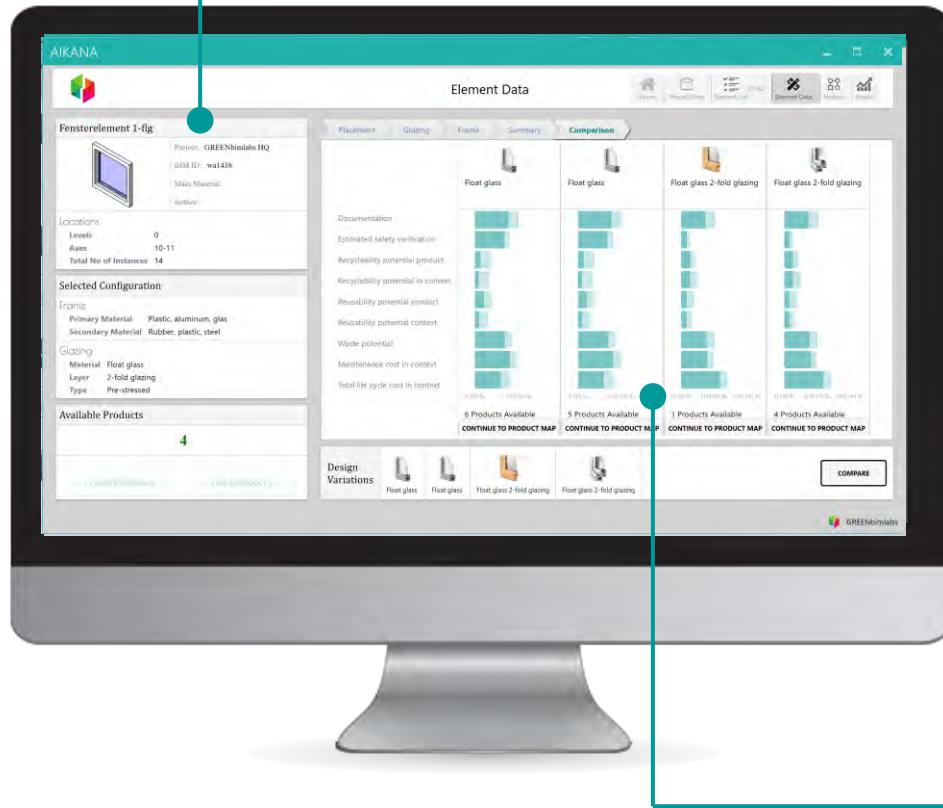 AIKANA
Element Data
Element Data
Fensterelement 1-flg
Project: GREENbimlabs HQ
BIM ID: wa1438
Main Material
Author:
Locations
Levels 0
Axes 10-11
Total No of Instances 14
Selected Configuration
Frame
Primary Material Plastic, aluminum, glas
Secondary Material Rubber, plastic, steel
Glazing
Material Float glass
Layer 2-fold glazing
Type Pre-stressed
Available Products
4
Placement Glazing Frame Summary Comparison
Float glass Float glass Float glass 2-fold glazing Float glass 2-fold glazing
Documentation
Estimated safety verification
Recyclability potential product
Recyclability potential in context
Reusability potential product
Reusability potential context
Waste potential
Maintenance cost in context
Total life cycle cost in context
6 Products Available 5 Products Available 3 Products Available 4 Products Available
CONTINUE TO PRODUCT MAP CONTINUE TO PRODUCT MAP CONTINUE TO PRODUCT MAP CONTINUE TO PRODUCT MAP
Design
Variations
Float glass Float glass Float glass 2-fold glazing Float glass 2-fold glazing
COMPARE
GREENbimlabs